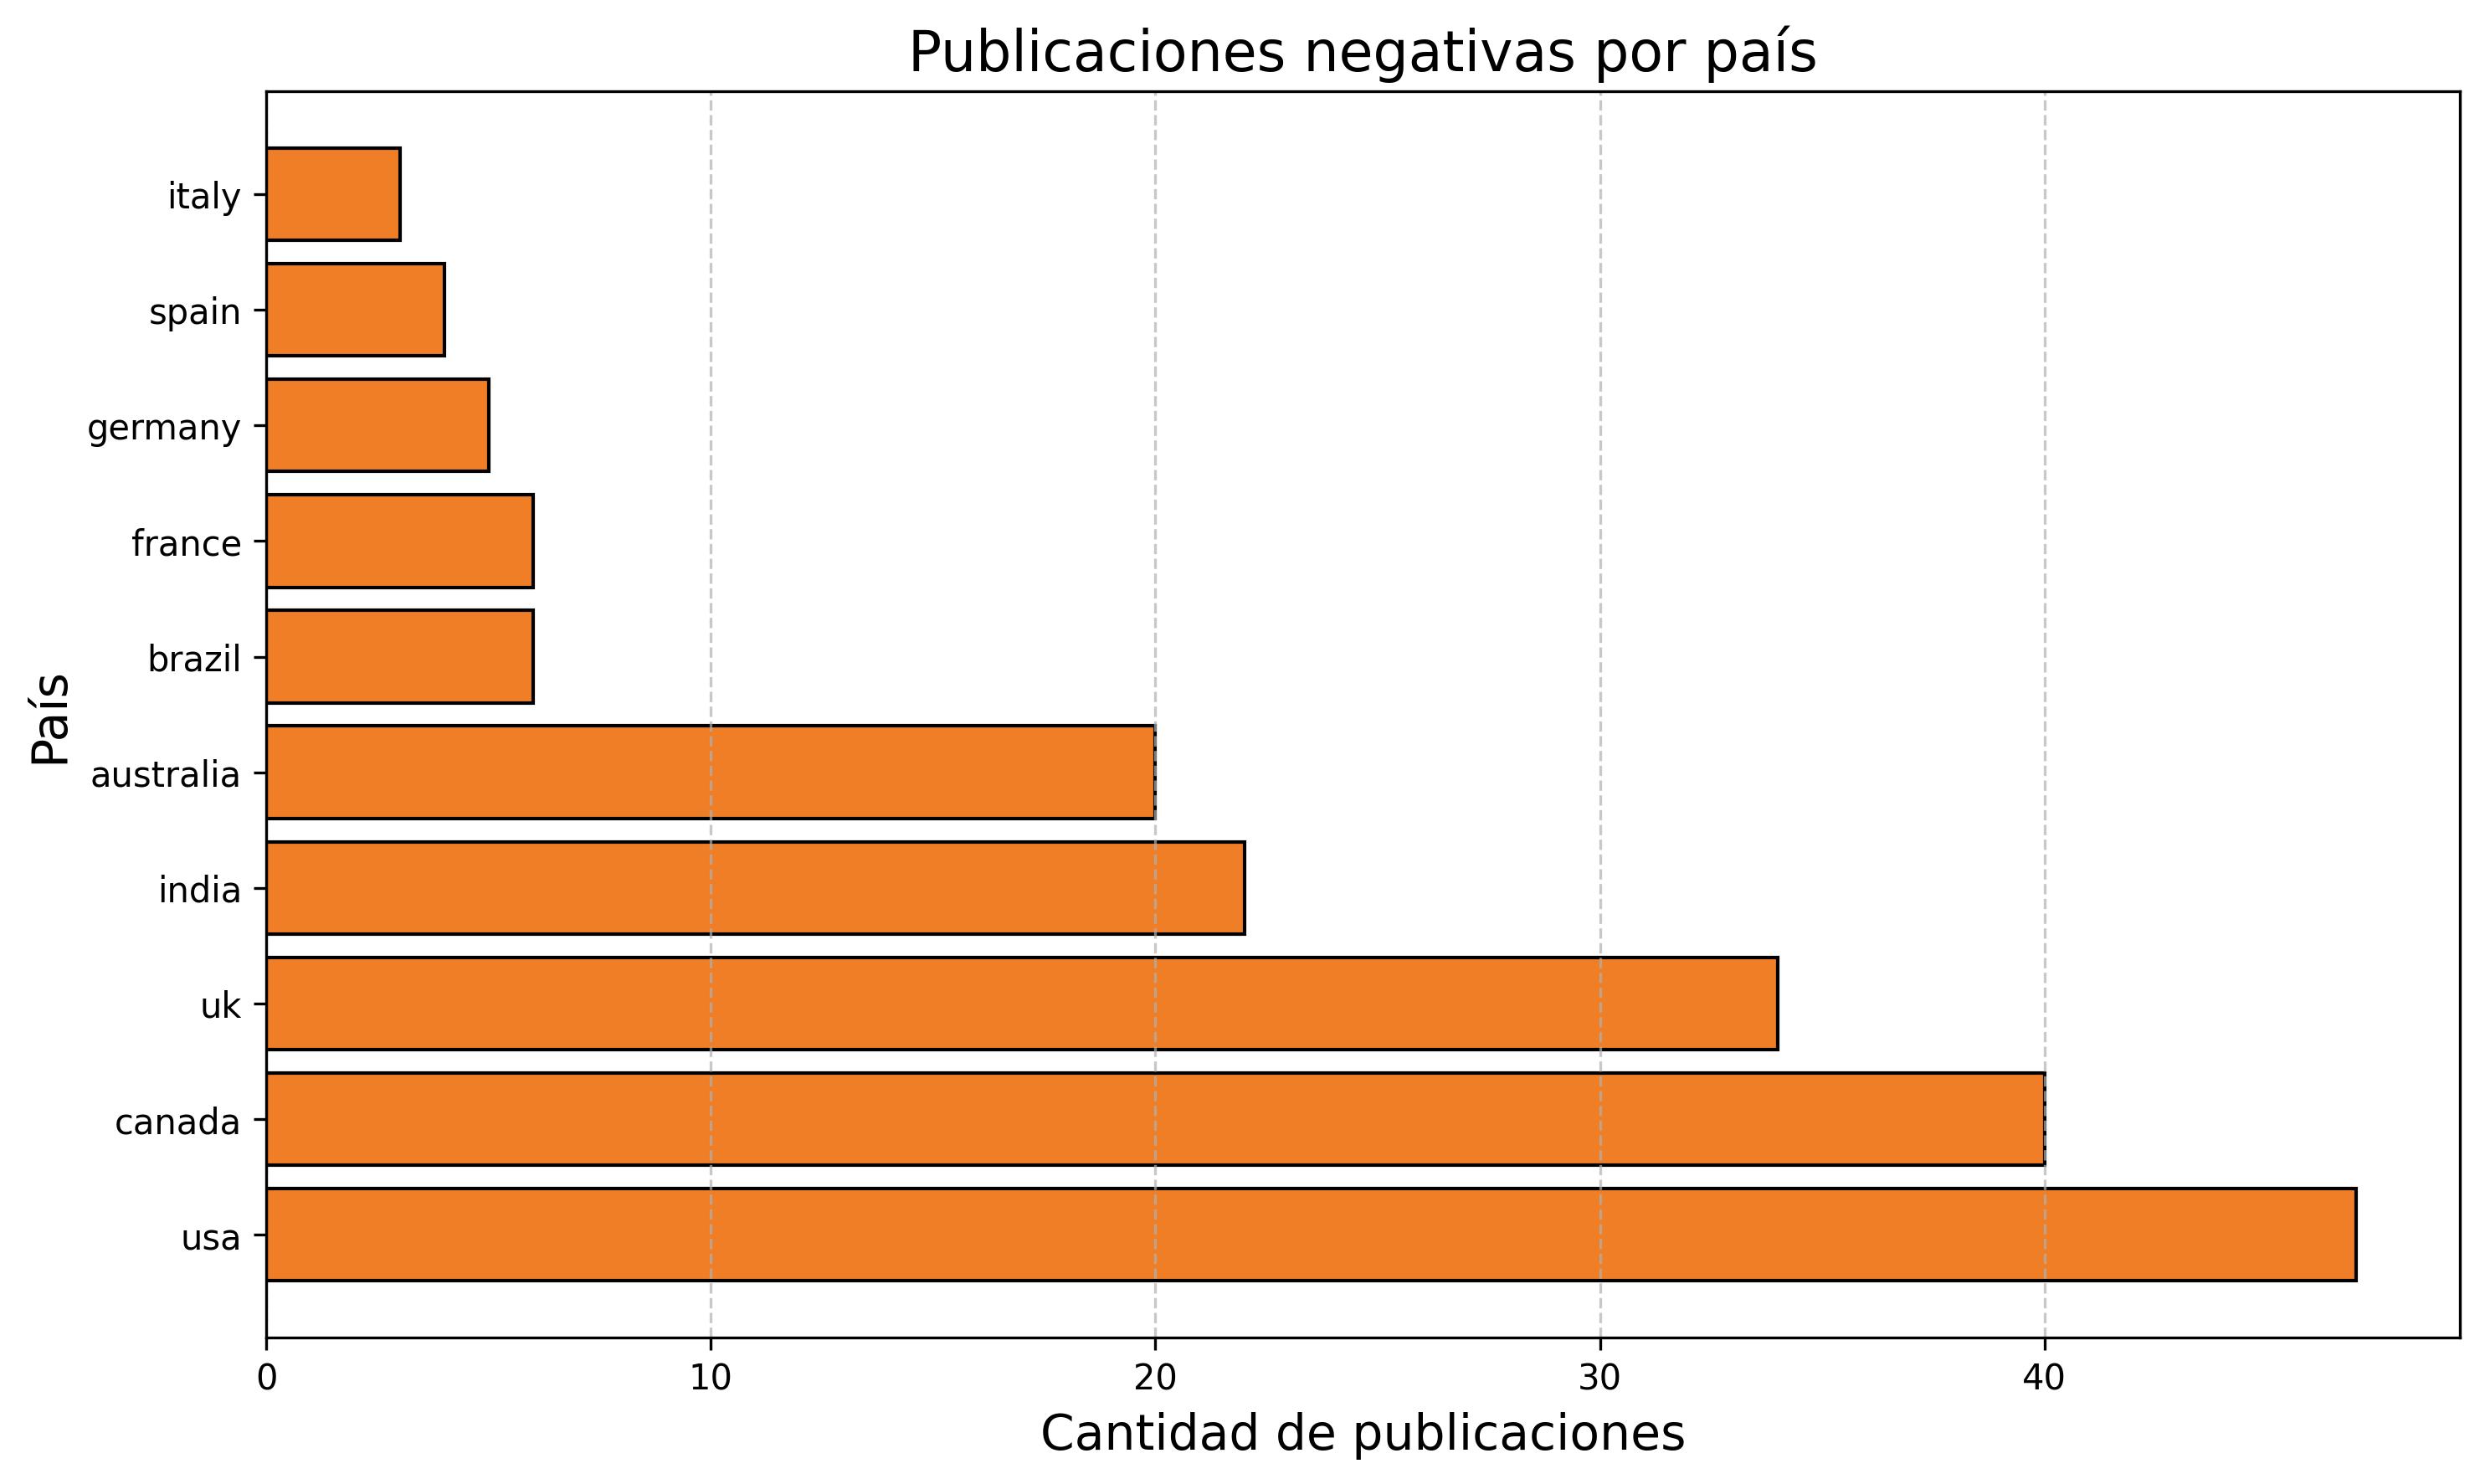 Publicaciones negativas por país
italy
spain
germany
france
brazil
País
australia
india
uk
canada
usa
0 10 20 30 40
Cantidad de publicaciones